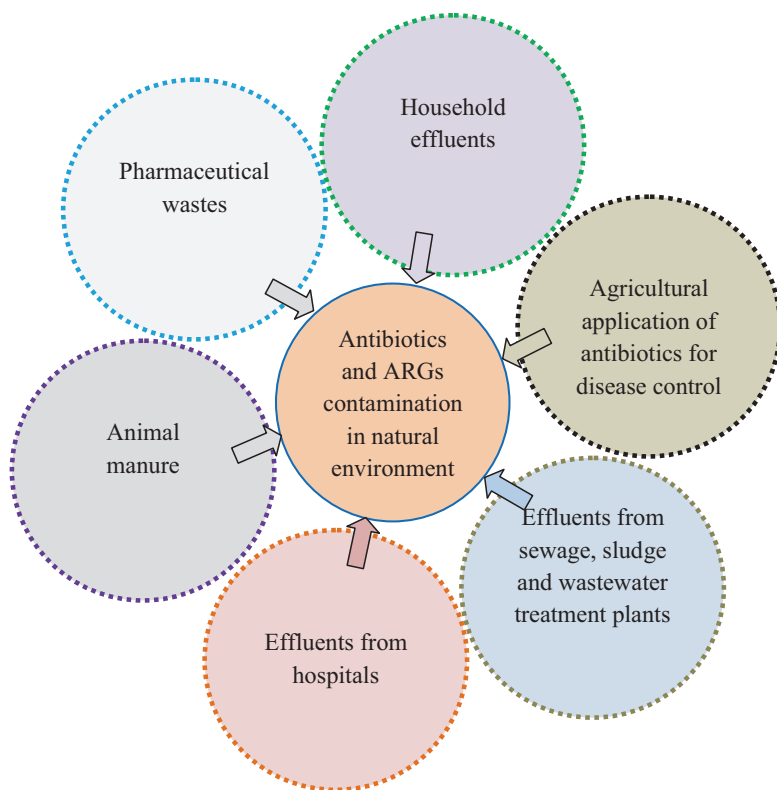 Household
effluents
Pharmaceutical
wastes
Agricultural
application of
antibiotics for
disease control
Antibiotics
and ARGs
contamination
in natural
environment
Animal
manure
Effluents from
sewage, sludge
and wastewater
treatment plants
Effluents from
hospitals